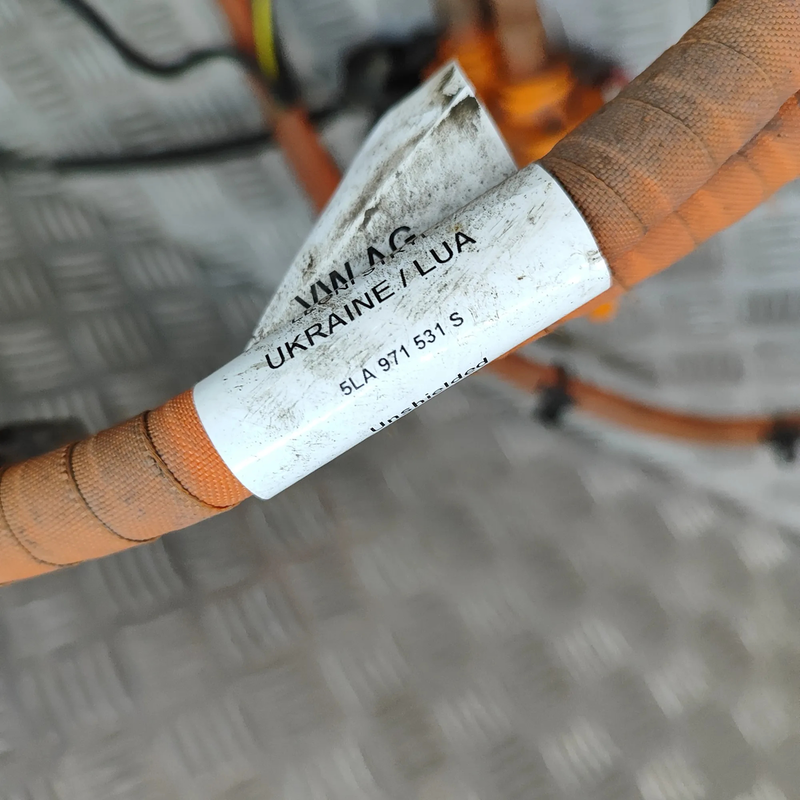 VW AG
UKRAINE / LUA
5LA 971 531 S
Unshielded